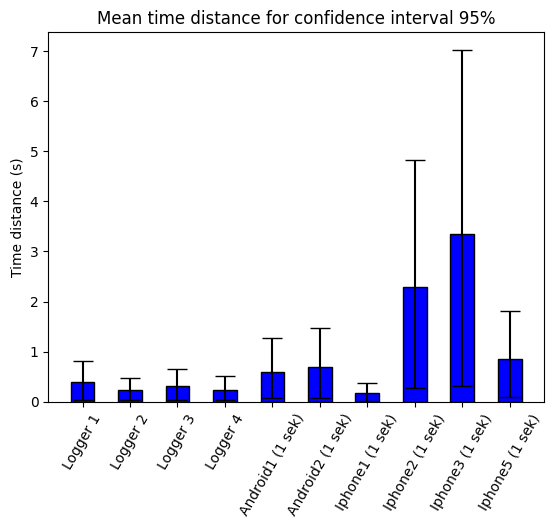 Mean time distance for confidence interval 95%
Time distance (s)
7
6
5
4
3
2
1
0
Logger 1
Logger 2
Logger 3
Logger 4
Android1 (1 sek)
Android2 (1 sek)
Iphone1 (1 sek)
Iphone2 (1 sek)
Iphone3 (1 sek)
Iphone5 (1 sek)